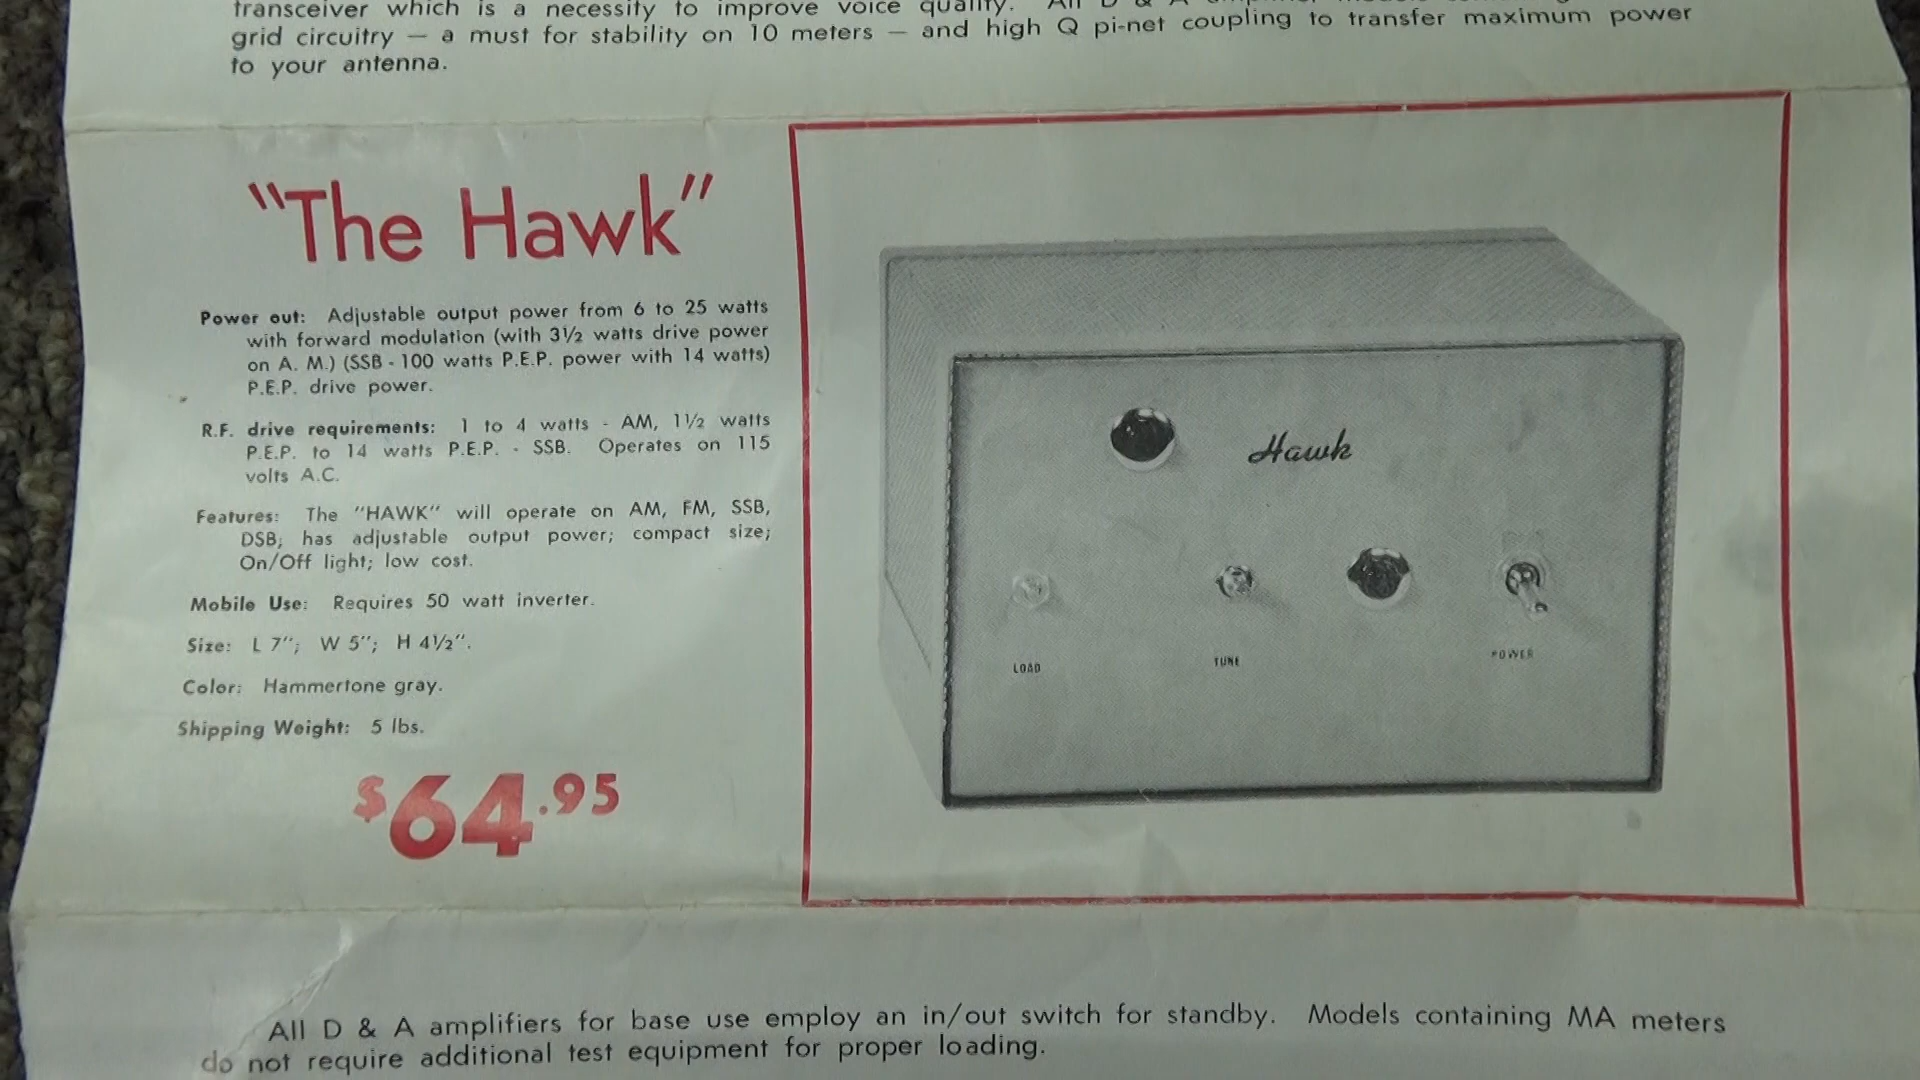 transceiver which is a necessity to improve voice quality. All D & A amplifier models
grid circuitry — a must for stability on 10 meters — and high Q pi-net coupling to transfer maximum power
to your antenna.
"The Hawk"
Power out: Adjustable output power from 6 to 25 watts
with forward modulation (with 3½ watts drive power
on A. M.) (SSB - 100 watts P.E.P. power with 14 watts)
P.E.P. drive power.
R.F. drive requirements: 1 to 4 watts - AM, 1½ watts
P.E.P. to 14 watts P.E.P. - SSB. Operates on 115
volts A.C.
Features: The "HAWK" will operate on AM, FM, SSB,
DSB; has adjustable output power; compact size;
On/Off light; low cost.
Mobile Use: Requires 50 watt inverter.
Size: L 7"; W 5"; H 4½".
Color: Hammertone gray.
Shipping Weight: 5 lbs.
$64.95
Hawk
LOAD
TUNE
POWER
All D & A amplifiers for base use employ an in/out switch for standby. Models containing MA meters
do not require additional test equipment for proper loading.